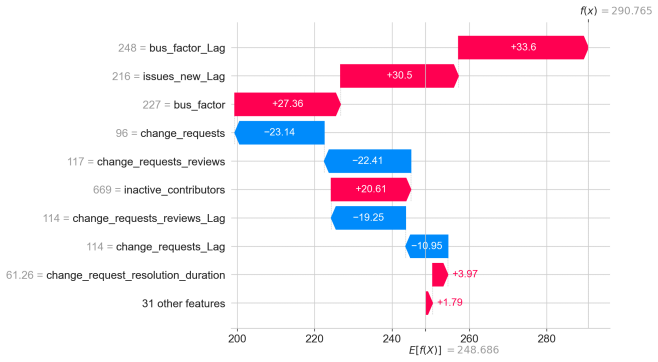 f(x) = 290.765
248 = bus_factor_Lag
+33.6
216 = issues_new_Lag
+30.5
227 = bus_factor
+27.36
96 = change_requests
−23.14
117 = change_requests_reviews
−22.41
669 = inactive_contributors
+20.61
114 = change_requests_reviews_Lag
−19.25
114 = change_requests_Lag
−10.95
61.26 = change_request_resolution_duration
+3.97
31 other features
+1.79
200 220 240 260 280
E[f(X)] = 248.686